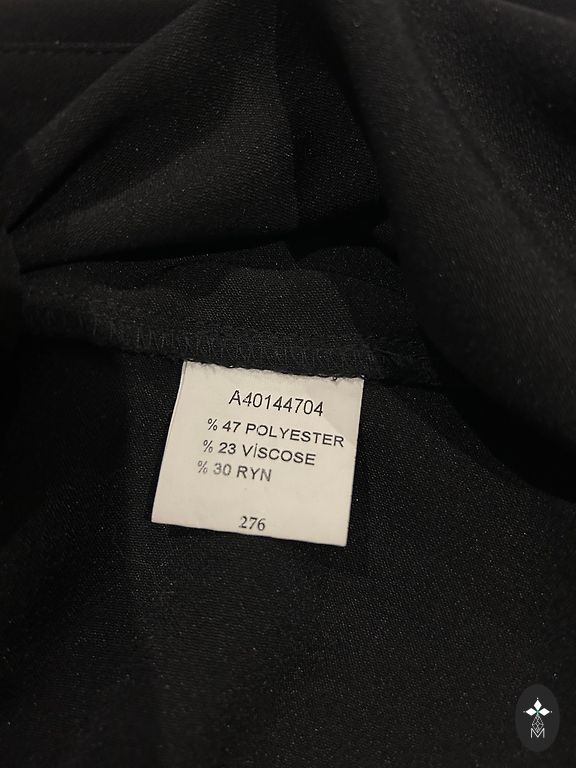 A40144704
% 47 POLYESTER
% 23 VİSCOSE
% 30 RYN
276
M